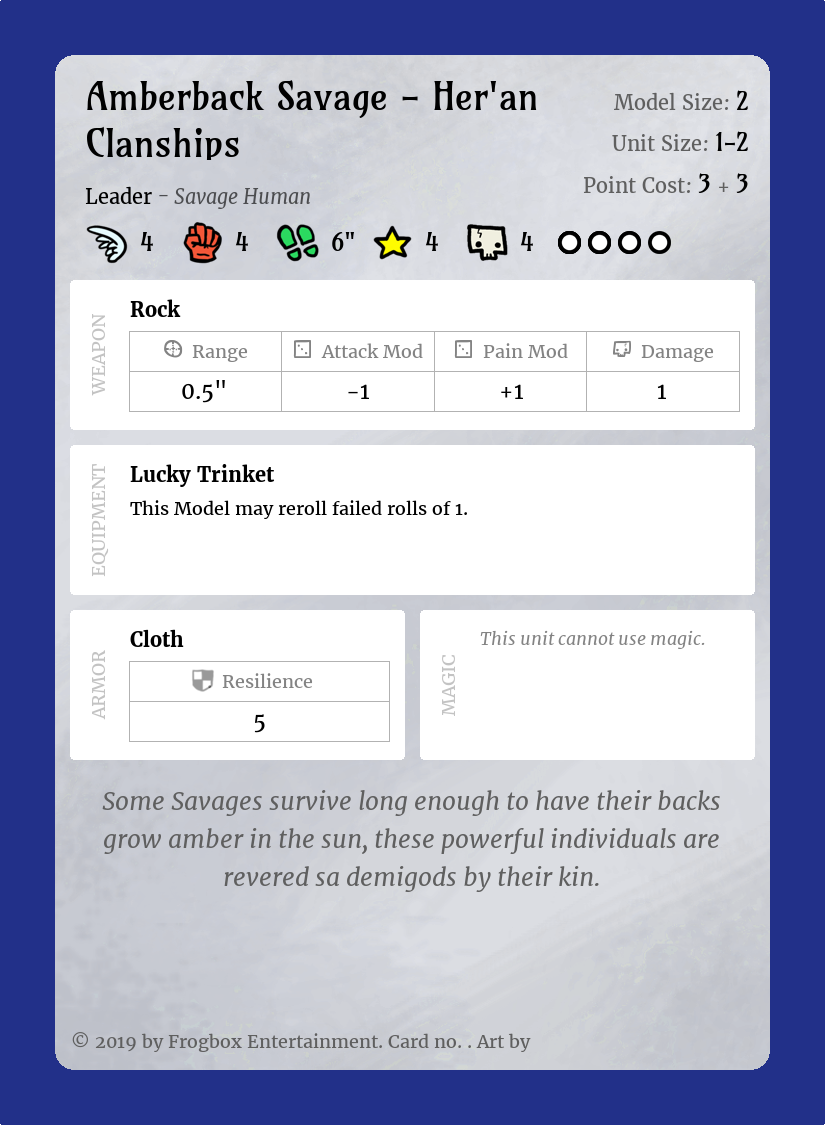 Amberback Savage – Her'an
Clanships
Model Size: 2
Unit Size: 1–2
Point Cost: 3 + 3
Leader – Savage Human
4 4 6" 4 4
WEAPON
Rock
Range Attack Mod Pain Mod Damage
0.5" -1 +1 1
EQUIPMENT
Lucky Trinket
This Model may reroll failed rolls of 1.
ARMOR
Cloth
Resilience
5
MAGIC
This unit cannot use magic.
Some Savages survive long enough to have their backs
grow amber in the sun, these powerful individuals are
revered sa demigods by their kin.
© 2019 by Frogbox Entertainment. Card no. . Art by